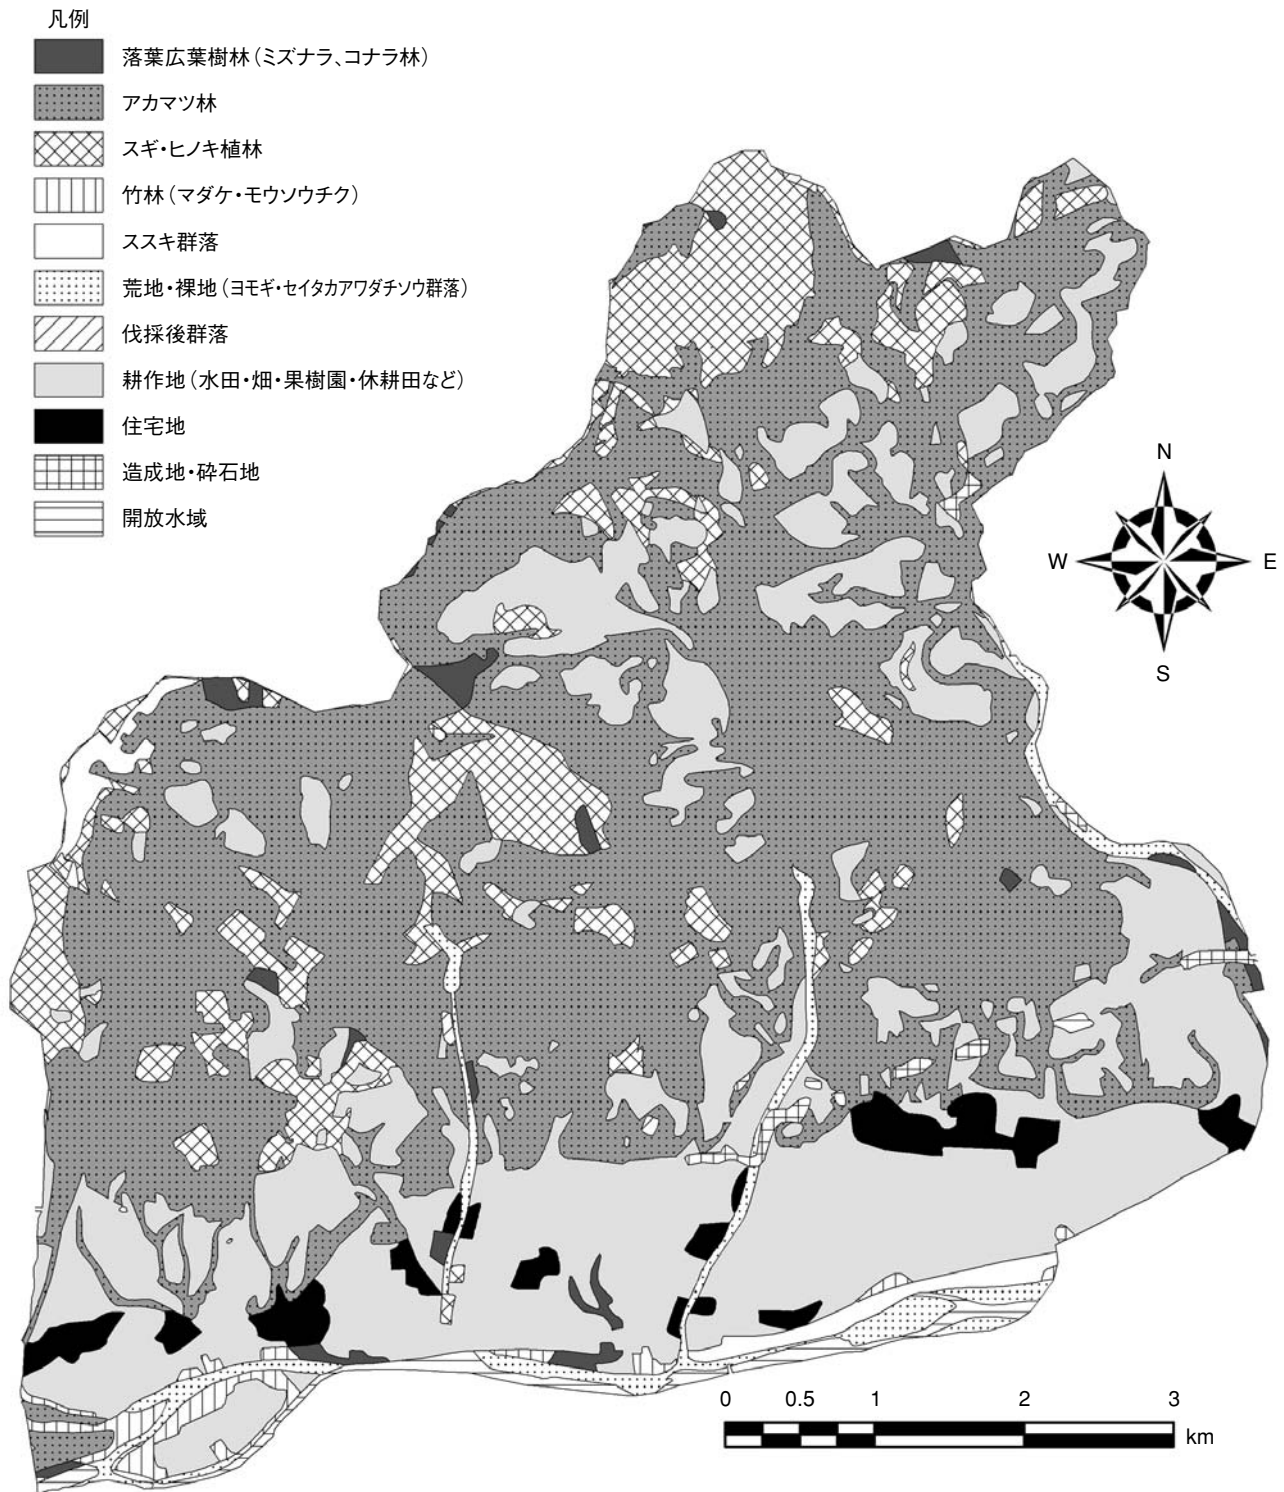 凡例
落葉広葉樹林（ミズナラ、コナラ林）
アカマツ林
スギ・ヒノキ植林
竹林（マダケ・モウソウチク）
ススキ群落
荒地・裸地（ヨモギ・セイタカアワダチソウ群落）
伐採後群落
耕作地（水田・畑・果樹園・休耕田など）
住宅地
造成地・砕石地
開放水域
N
W E
S
0 0.5 1 2 3
km